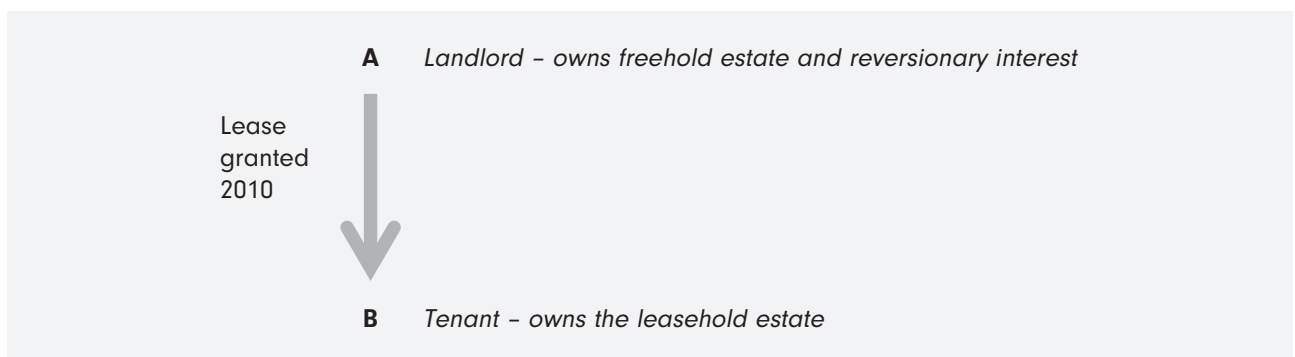 A Landlord – owns freehold estate and reversionary interest
Lease
granted
2010
B Tenant – owns the leasehold estate